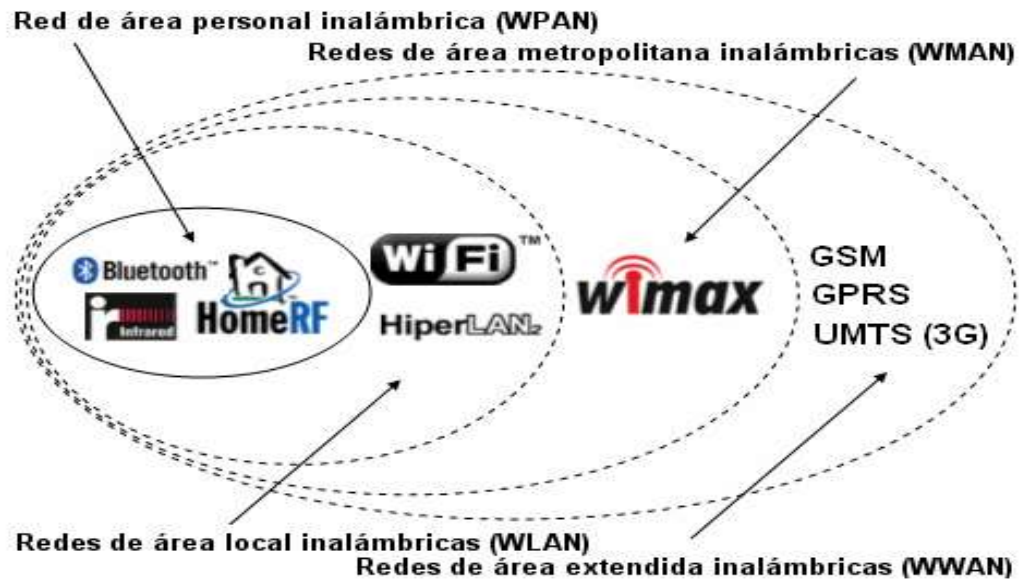 Red de área personal inalámbrica (WPAN)
Redes de área metropolitana inalámbricas (WMAN)
Bluetooth™
Infrared
HomeRF™
WiFi™
HiperLAN2
wimax
GSM
GPRS
UMTS (3G)
Redes de área local inalámbricas (WLAN)
Redes de área extendida inalámbricas (WWAN)